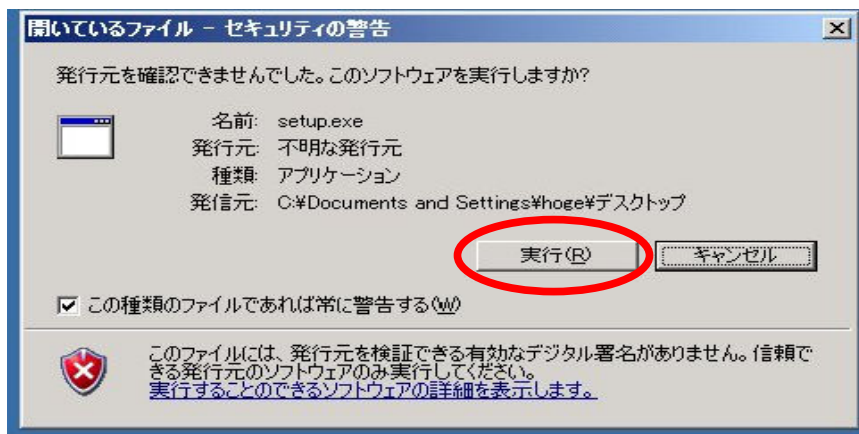 開いているファイル - セキュリティの警告
発行元を確認できませんでした。このソフトウェアを実行しますか?
名前: setup.exe
発行元: 不明な発行元
種類: アプリケーション
発信元: C:¥Documents and Settings¥hoge¥デスクトップ
実行(R) キャンセル
この種類のファイルであれば常に警告する(W)
このファイルには、発行元を検証できる有効なデジタル署名がありません。信頼で
きる発行元のソフトウェアのみ実行してください。
実行することのできるソフトウェアの詳細を表示します。